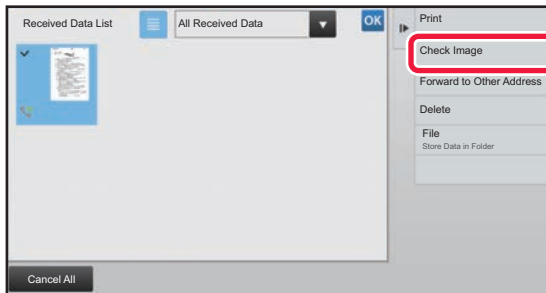 Received Data List
All Received Data
OK
Print
Check Image
Forward to Other Address
Delete
File
Store Data in Folder
Cancel All